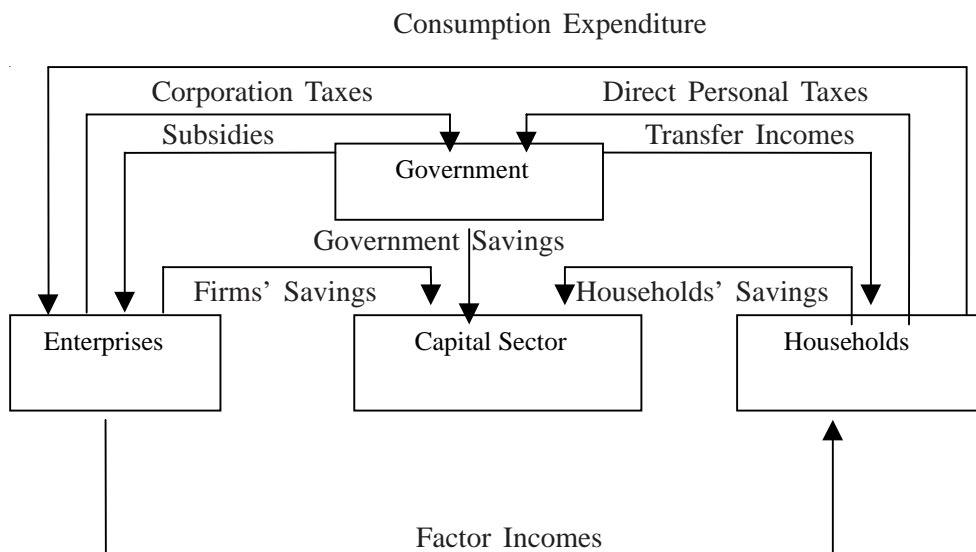 Consumption Expenditure
Corporation Taxes
Direct Personal Taxes
Subsidies
Transfer Incomes
Government
Government Savings
Firms’ Savings
Households’ Savings
Enterprises
Capital Sector
Households
Factor Incomes